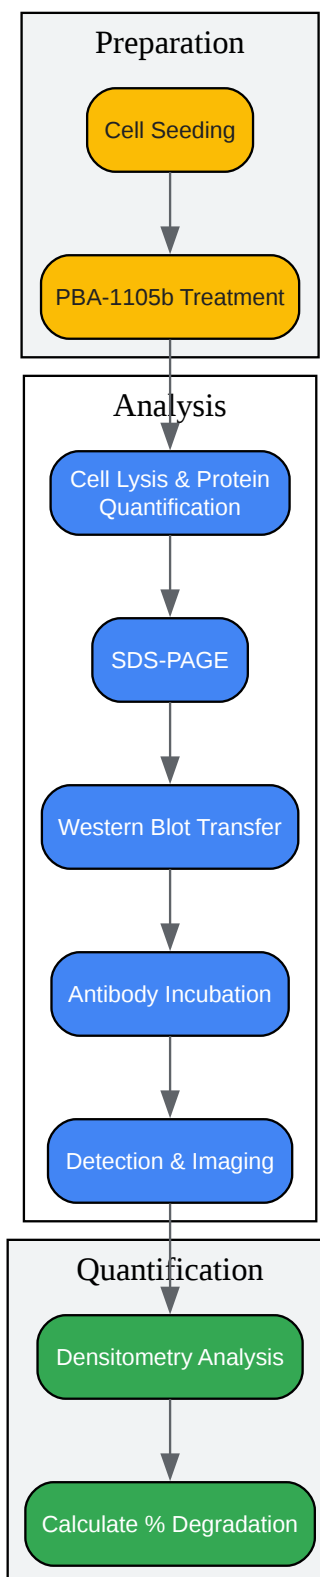 Preparation
Cell Seeding
PBA-1105b Treatment
Analysis
Cell Lysis & Protein
Quantification
SDS-PAGE
Western Blot Transfer
Antibody Incubation
Detection & Imaging
Quantification
Densitometry Analysis
Calculate % Degradation